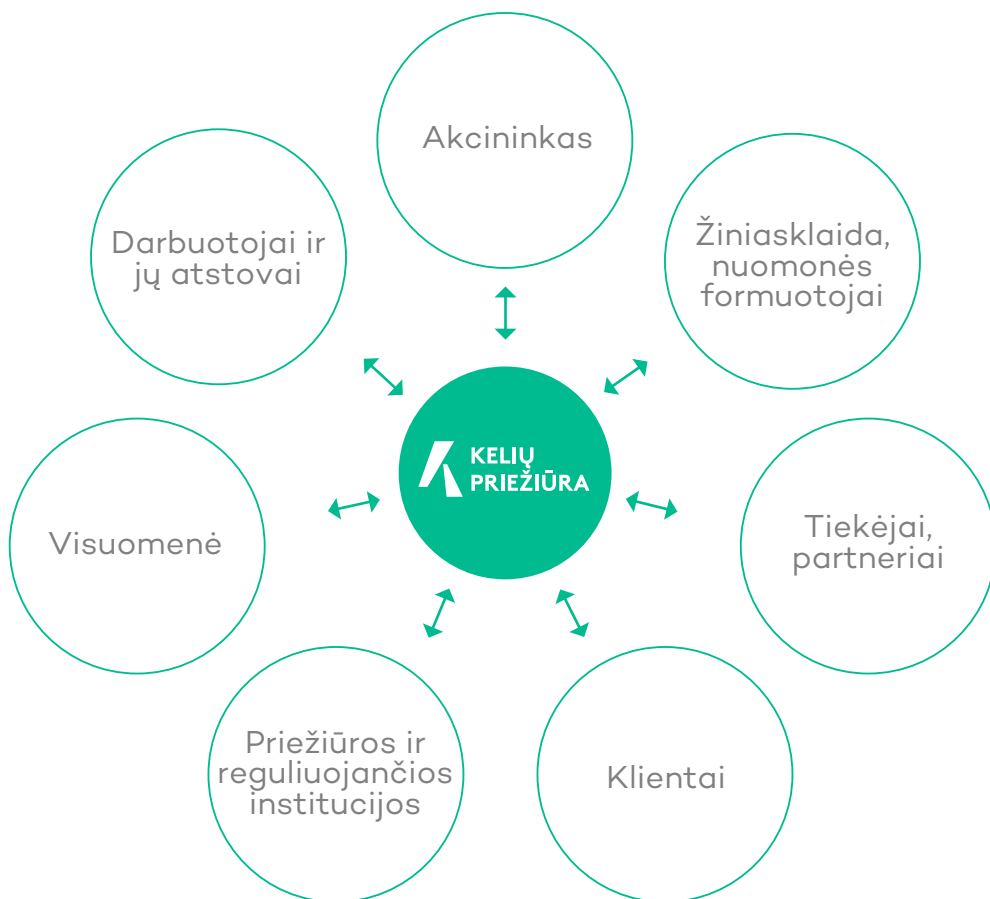 Akcininkas
Darbuotojai ir
jų atstovai
Žiniasklaida,
nuomonės
formuotojai
KELIŲ
PRIEŽIŪRA
Visuomenė
Tiekėjai,
partneriai
Priežiūros ir
reguliuojančios
institucijos
Klientai